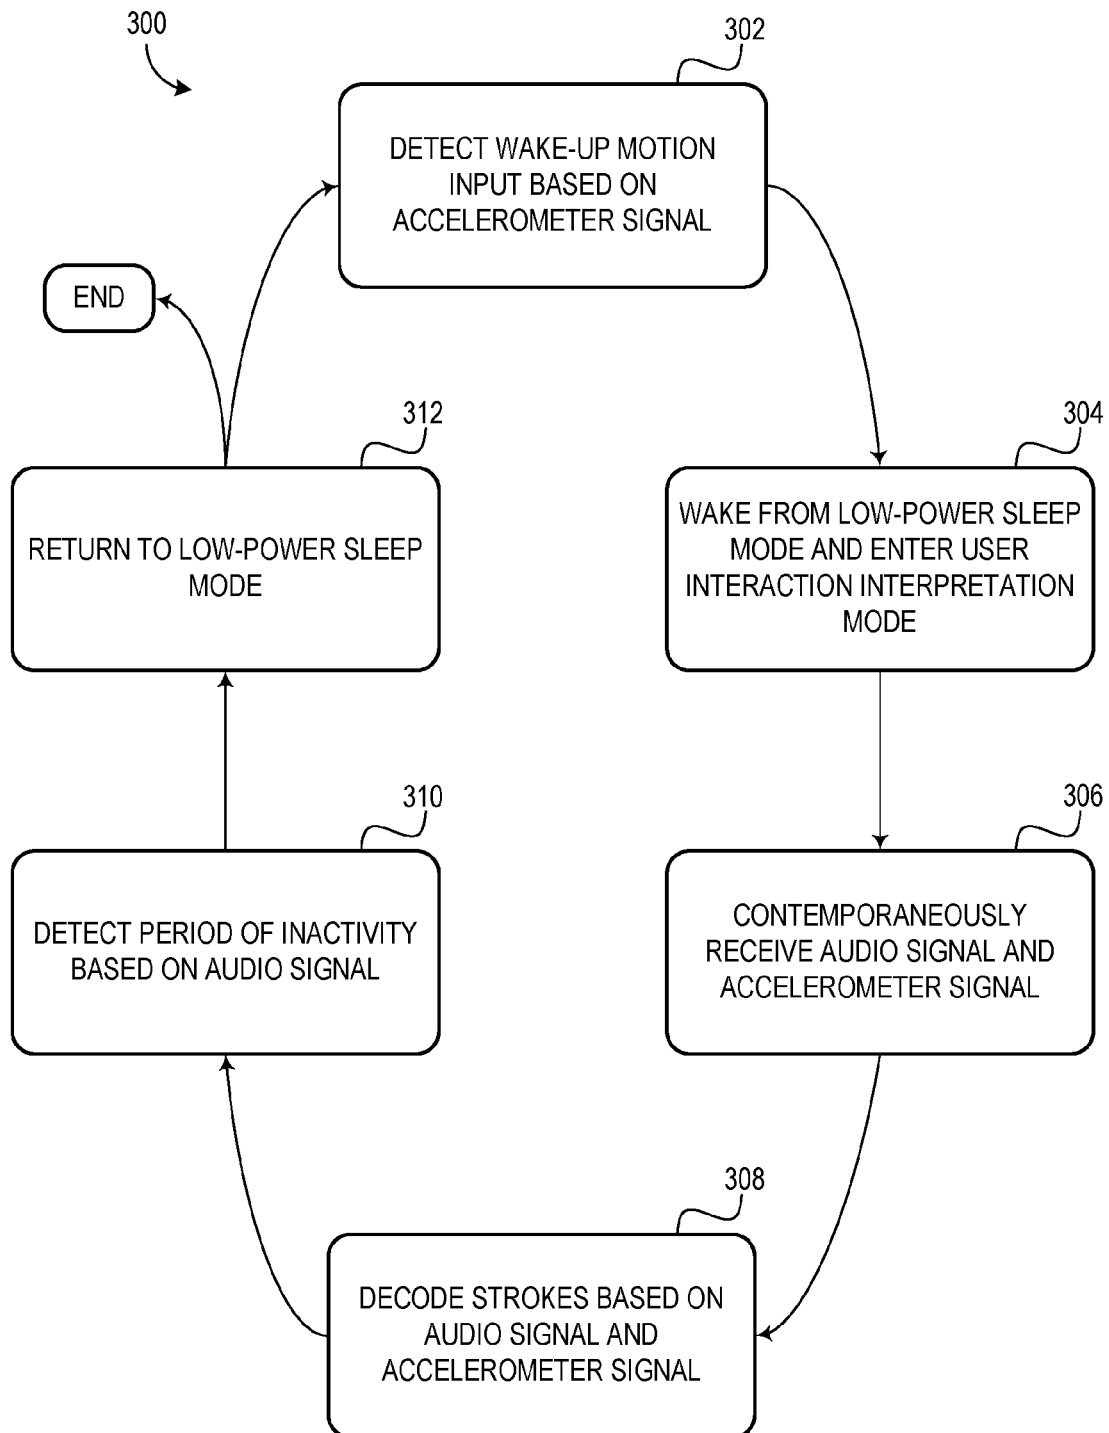 300
302
DETECT WAKE-UP MOTION
INPUT BASED ON
ACCELEROMETER SIGNAL
END
312
304
RETURN TO LOW-POWER SLEEP
MODE
WAKE FROM LOW-POWER SLEEP
MODE AND ENTER USER
INTERACTION INTERPRETATION
MODE
310
306
DETECT PERIOD OF INACTIVITY
BASED ON AUDIO SIGNAL
CONTEMPORANEOUSLY
RECEIVE AUDIO SIGNAL AND
ACCELEROMETER SIGNAL
308
DECODE STROKES BASED ON
AUDIO SIGNAL AND
ACCELEROMETER SIGNAL